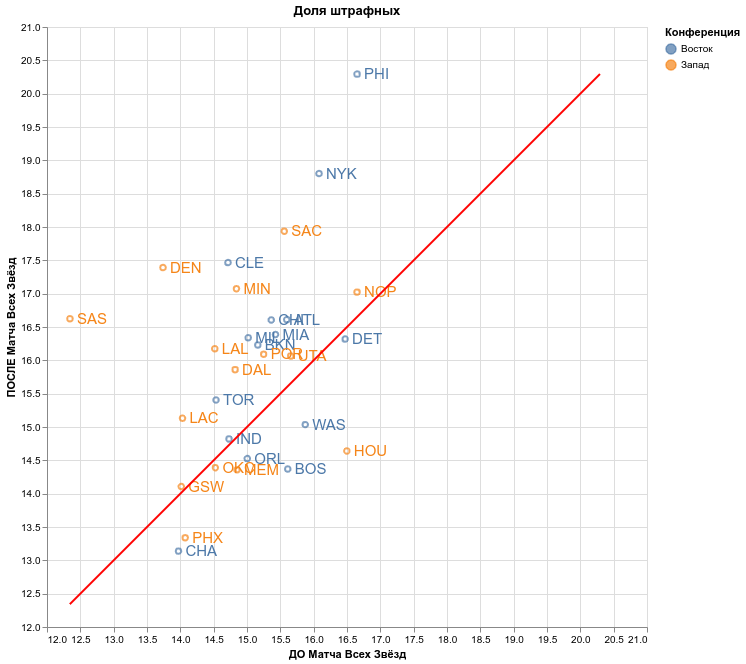 Доля штрафных
Конференция
Восток
Запад
ПОСЛЕ Матча Всех Звёзд
21.0
20.5
20.0
19.5
19.0
18.5
18.0
17.5
17.0
16.5
16.0
15.5
15.0
14.5
14.0
13.5
13.0
12.5
12.0
PHI
NYK
SAC
CLE
DEN
MIN
NOP
SAS
CHI
ATL
MIA
MIL
DET
BKN
LAL
POR
UTA
DAL
TOR
LAC
WAS
IND
HOU
ORL
OKC
MEM
BOS
GSW
PHX
CHA
12.0 12.5 13.0 13.5 14.0 14.5 15.0 15.5 16.0 16.5 17.0 17.5 18.0 18.5 19.0 19.5 20.0 20.5 21.0
ДО Матча Всех Звёзд